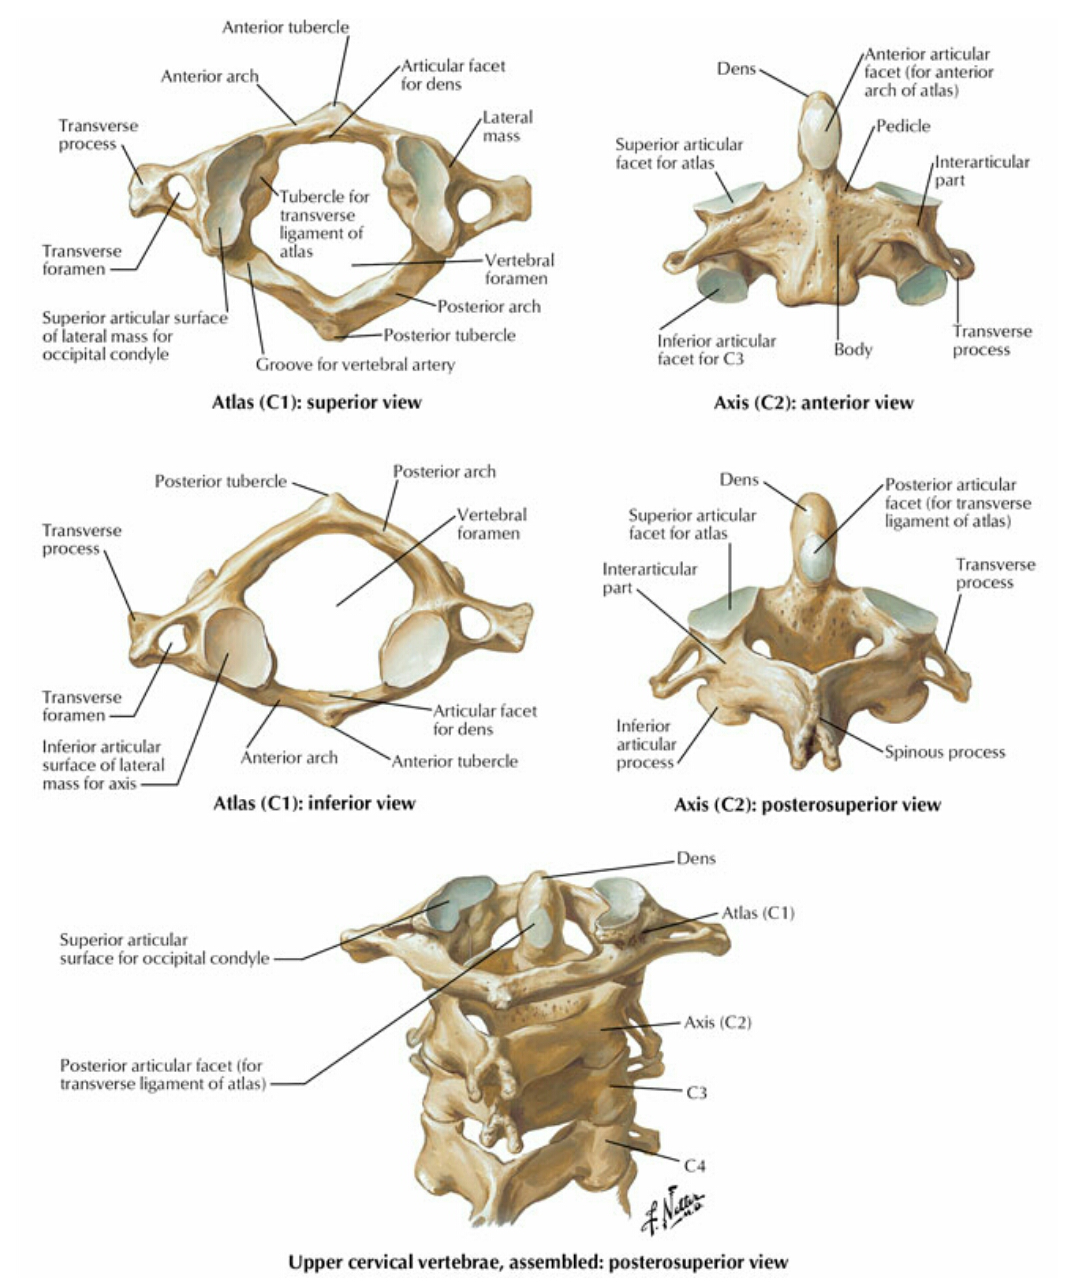 Anterior tubercle
Anterior arch
Articular facet
for dens
Transverse
process
Lateral
mass
Tubercle for
transverse
ligament of
atlas
Transverse
foramen
Vertebral
foramen
Superior articular surface
of lateral mass for
occipital condyle
Posterior arch
Posterior tubercle
Groove for vertebral artery
Atlas (C1): superior view
Dens
Anterior articular
facet (for anterior
arch of atlas)
Pedicle
Superior articular
facet for atlas
Interarticular
part
Inferior articular
facet for C3
Body
Transverse
process
Axis (C2): anterior view
Posterior tubercle
Posterior arch
Transverse
process
Vertebral
foramen
Transverse
foramen
Inferior articular
surface of lateral
mass for axis
Anterior arch
Articular facet
for dens
Anterior tubercle
Atlas (C1): inferior view
Dens
Posterior articular
facet (for transverse
ligament of atlas)
Superior articular
facet for atlas
Interarticular
part
Transverse
process
Inferior
articular
process
Spinous process
Axis (C2): posterosuperior view
Dens
Atlas (C1)
Superior articular
surface for occipital condyle
Axis (C2)
Posterior articular facet (for
transverse ligament of atlas)
C3
C4
F. Netter
M.D.
Upper cervical vertebrae, assembled: posterosuperior view